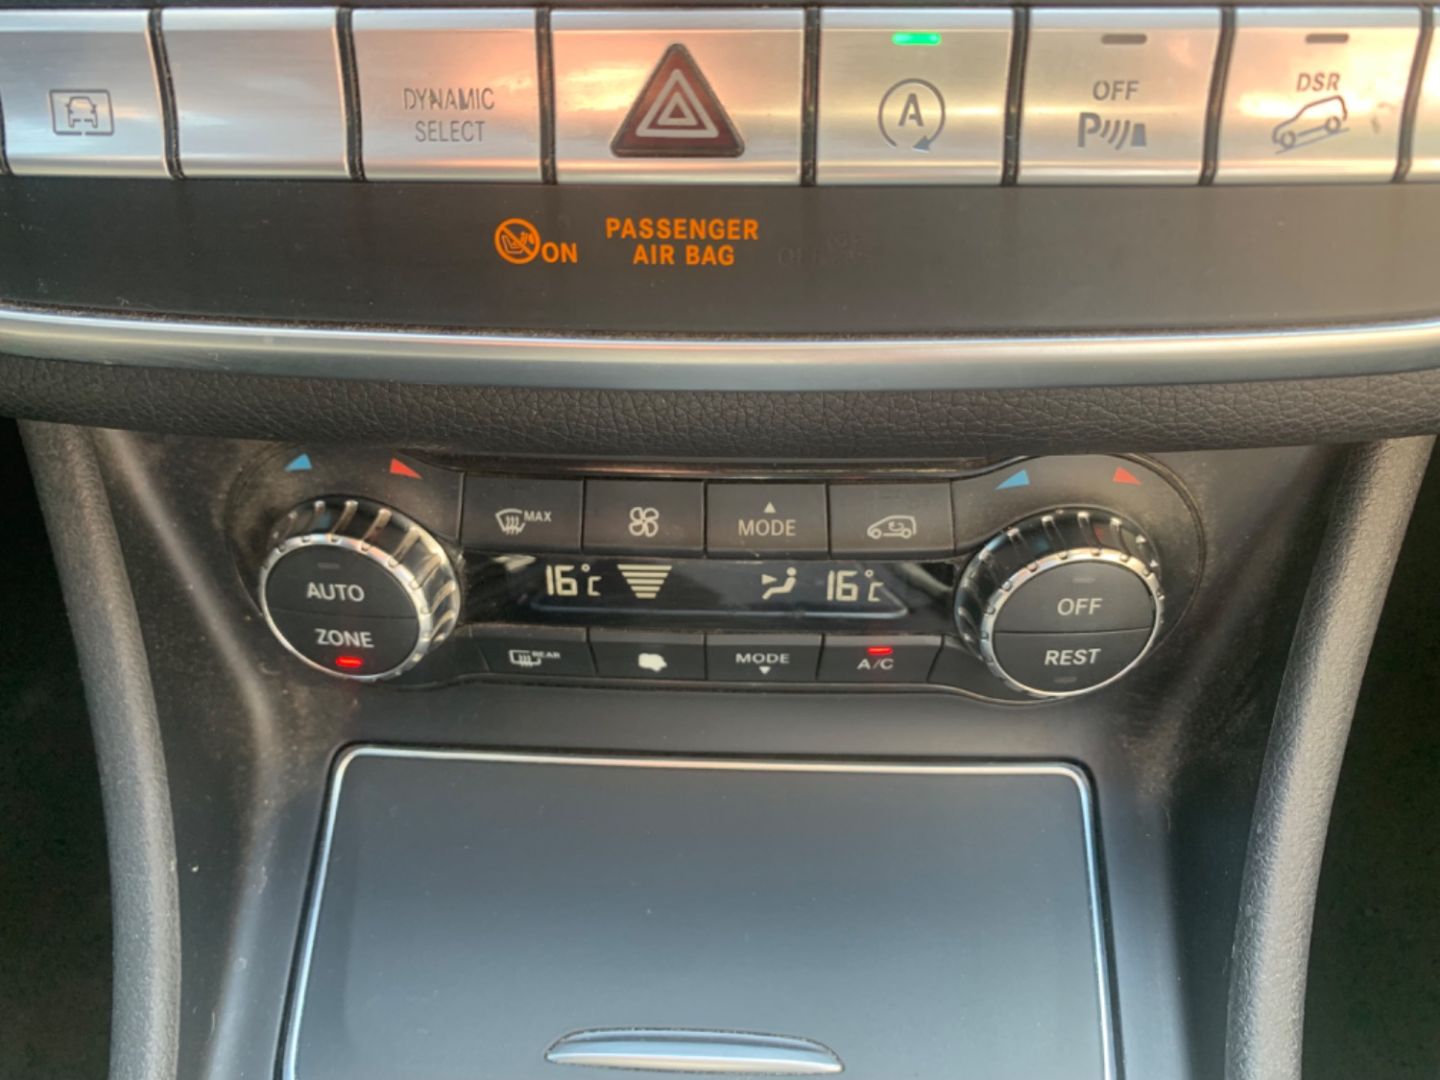 DYNAMIC
SELECT
A
OFF
P
DSR
ON
PASSENGER
AIR BAG
MAX
MODE
AUTO
ZONE
16°C
16°C
OFF
REST
REAR
MODE
A/C